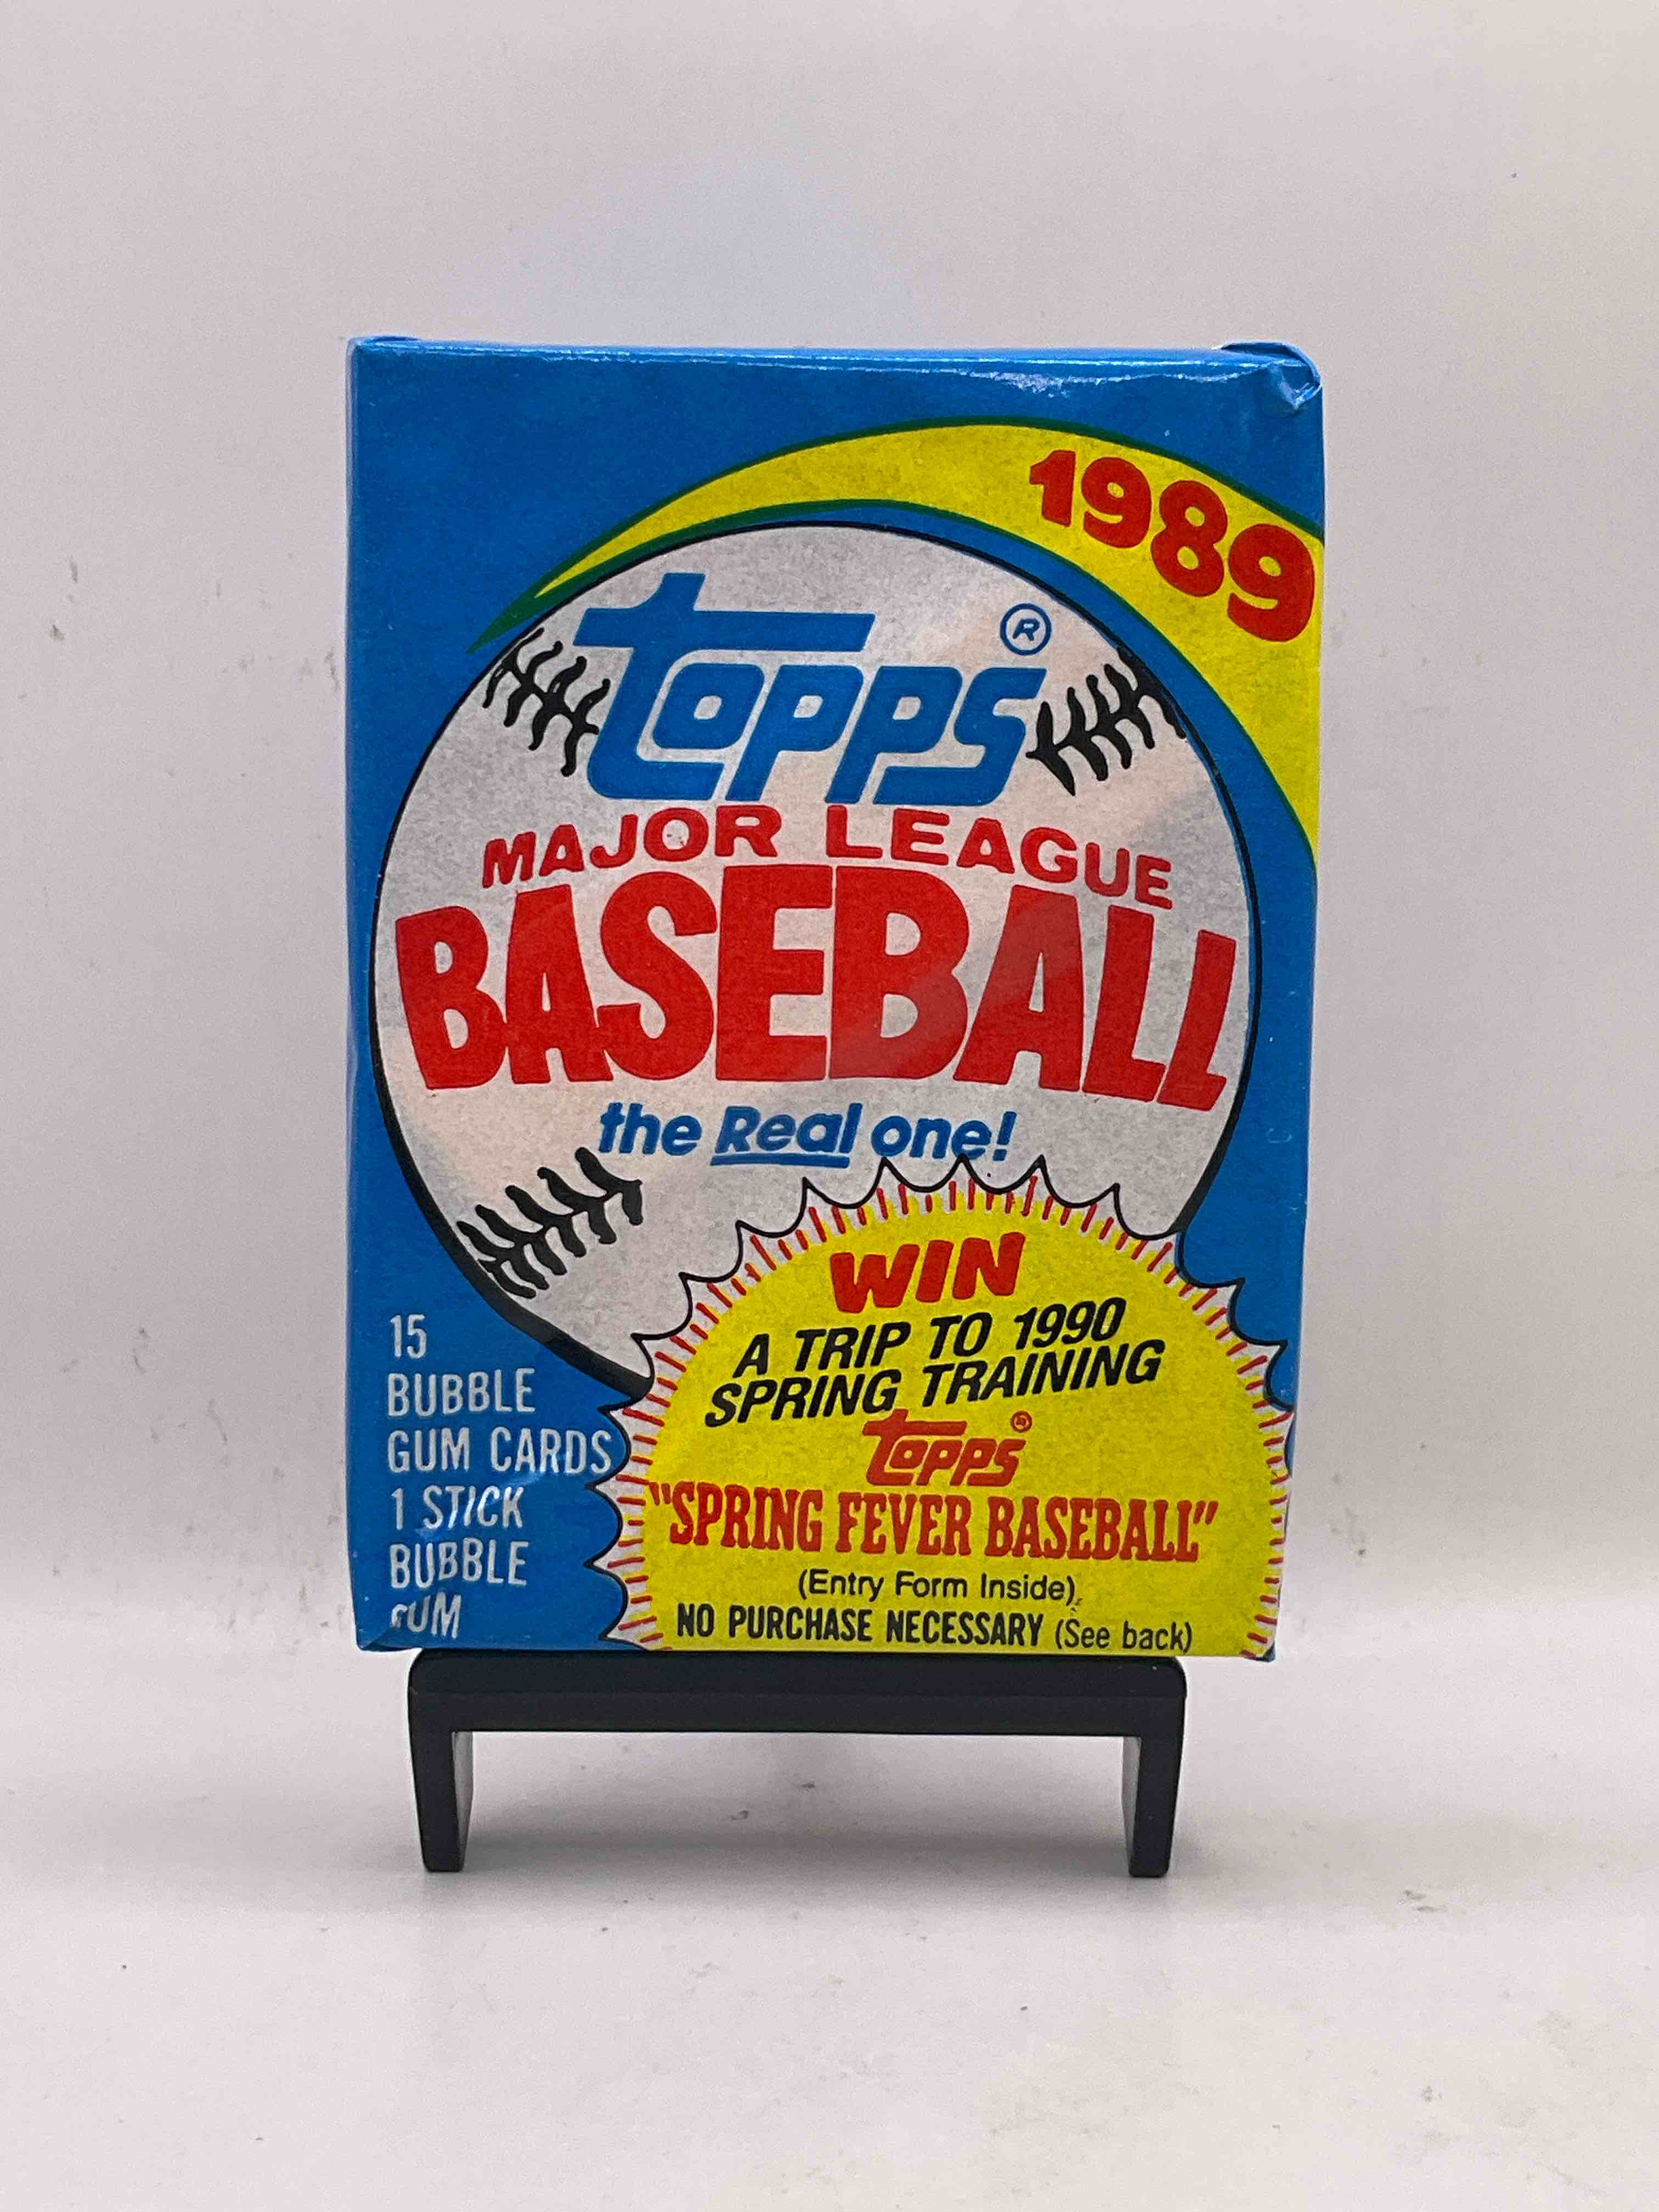 1989
topps®
MAJOR LEAGUE
BASEBALL
the Real one!
15
BUBBLE
GUM CARDS
1 STICK
BUBBLE
GUM
WIN
A TRIP TO 1990
SPRING TRAINING
topps®
"SPRING FEVER BASEBALL"
(Entry Form Inside)
NO PURCHASE NECESSARY (See back)